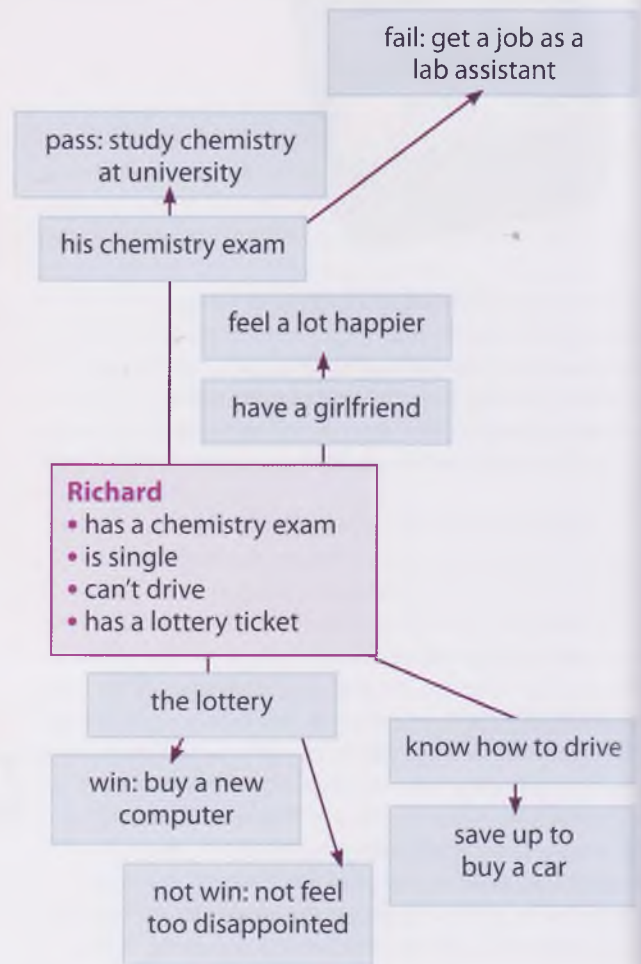 fail: get a job as a
lab assistant
pass: study chemistry
at university
his chemistry exam
feel a lot happier
have a girlfriend
Richard
• has a chemistry exam
• is single
• can't drive
• has a lottery ticket
the lottery
know how to drive
win: buy a new
computer
save up to
buy a car
not win: not feel
too disappointed